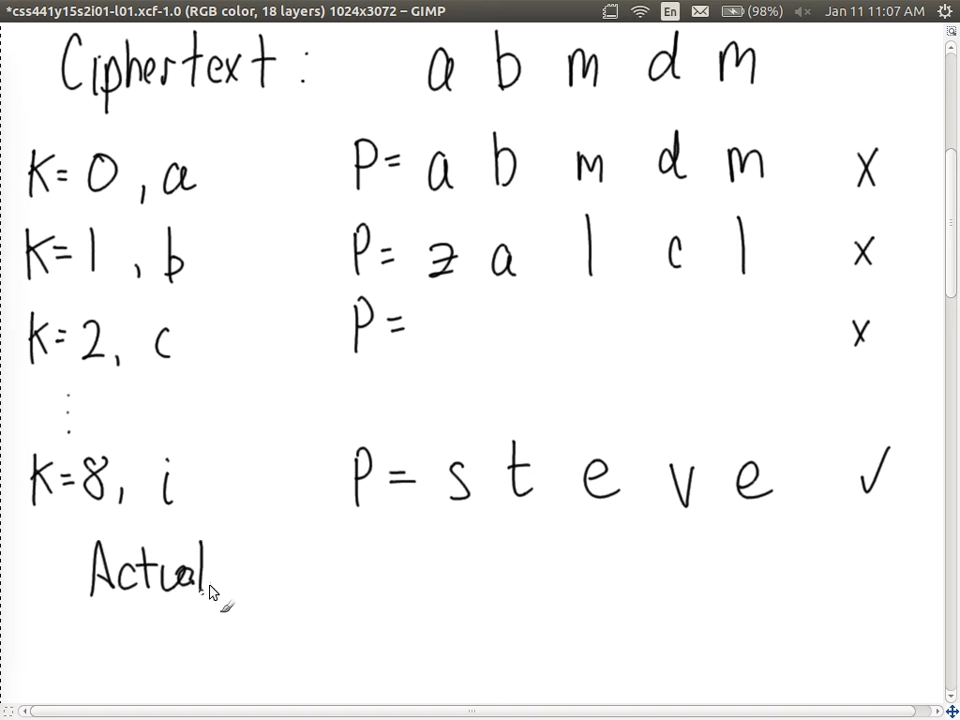 *css441y15s2i01-l01.xcf-1.0 (RGB color, 18 layers) 1024x3072 – GIMP En (98%) Jan 11 11:07 AM
Ciphertext : a b m d m
K=0, a P= a b m d m x
K=1, b P= z a l c l x
K=2, c P= x
⋮
K=8, i P= s t e v e ✓
Actual